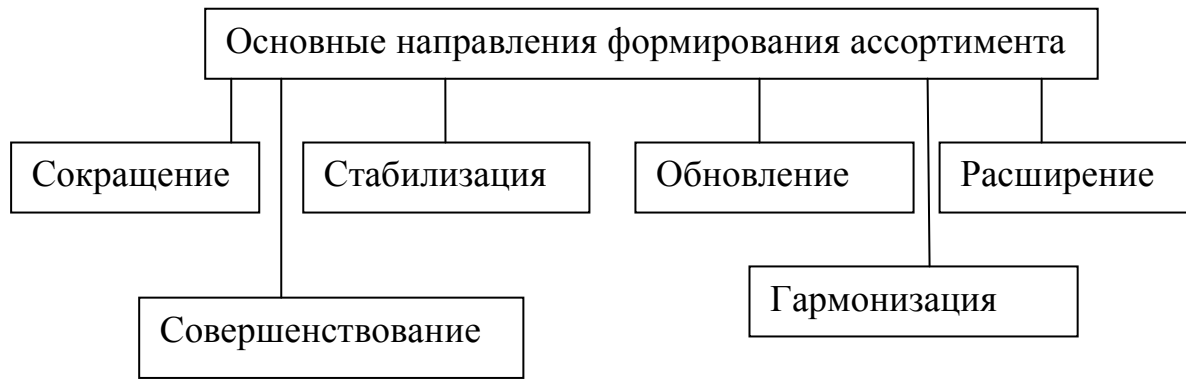 Основные направления формирования ассортимента
Сокращение
Стабилизация
Обновление
Расширение
Гармонизация
Совершенствование